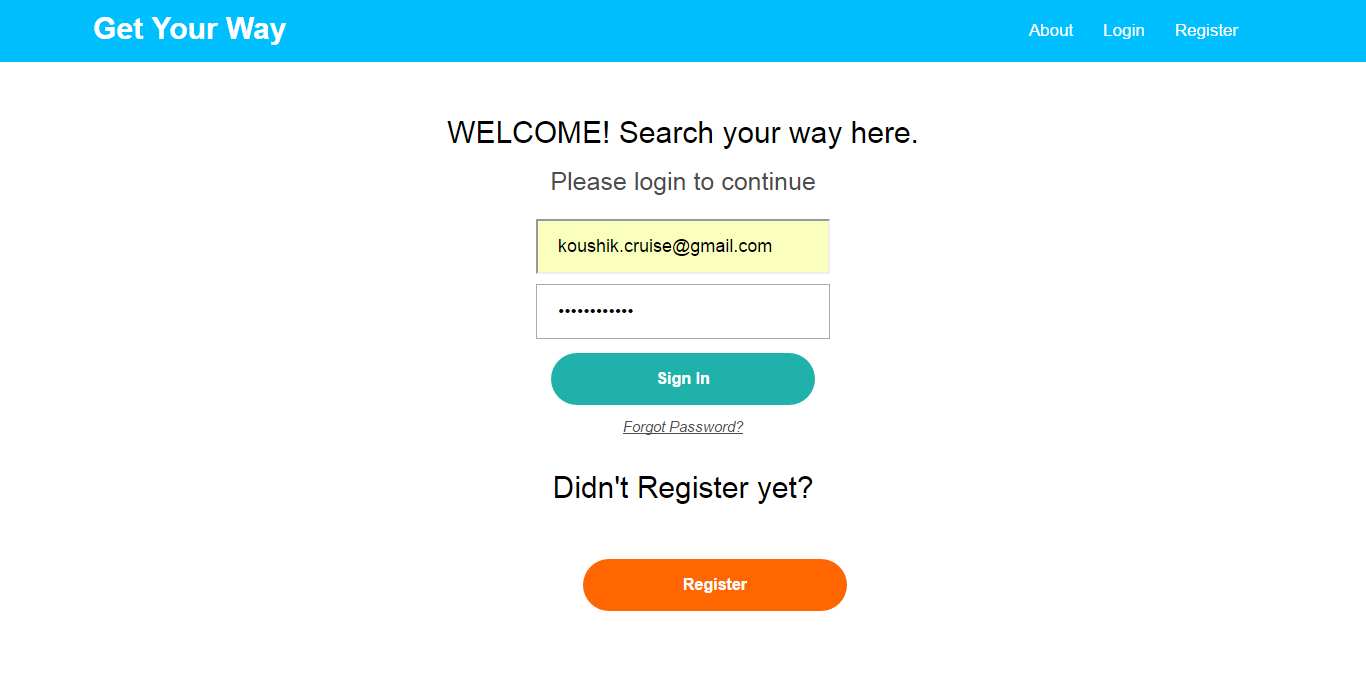 Get Your Way
About Login Register
WELCOME! Search your way here.
Please login to continue
koushik.cruise@gmail.com
••••••••••••
Sign In
Forgot Password?
Didn't Register yet?
Register